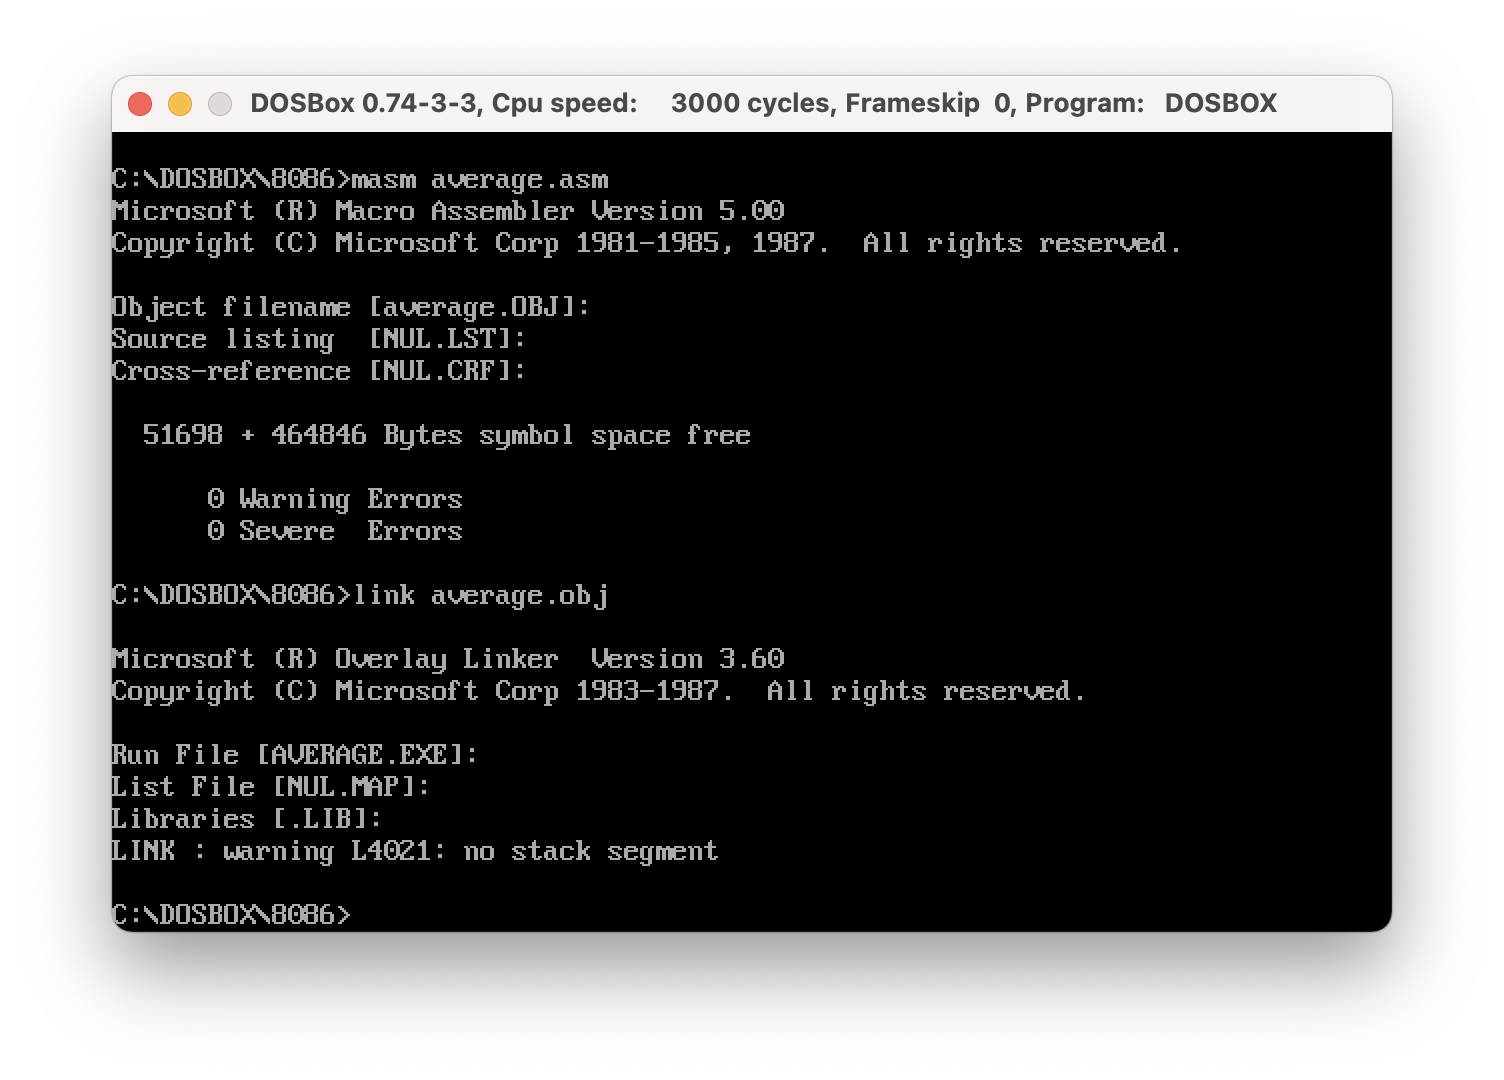 DOSBox 0.74-3-3, Cpu speed:    3000 cycles, Frameskip  0, Program:   DOSBOX
C:\DOSBOX\8086>masm average.asm
Microsoft (R) Macro Assembler Version 5.00
Copyright (C) Microsoft Corp 1981-1985, 1987.  All rights reserved.
Object filename [average.OBJ]:
Source listing  [NUL.LST]:
Cross-reference [NUL.CRF]:
  51698 + 464846 Bytes symbol space free
      0 Warning Errors
      0 Severe  Errors
C:\DOSBOX\8086>link average.obj
Microsoft (R) Overlay Linker  Version 3.60
Copyright (C) Microsoft Corp 1983-1987.  All rights reserved.
Run File [AVERAGE.EXE]:
List File [NUL.MAP]:
Libraries [.LIB]:
LINK : warning L4021: no stack segment
C:\DOSBOX\8086>